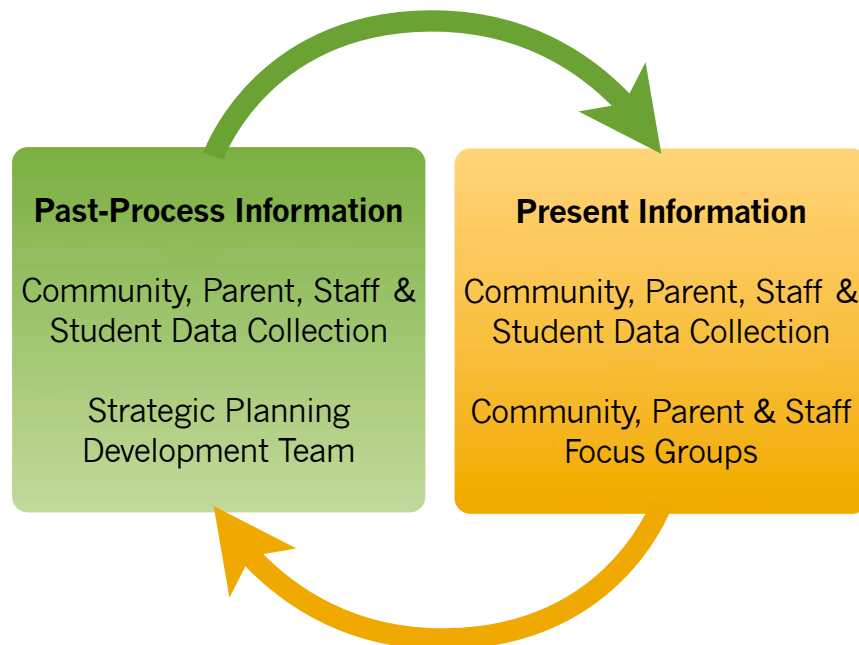 Past-Process Information
Community, Parent, Staff &
Student Data Collection
Strategic Planning
Development Team
Present Information
Community, Parent, Staff &
Student Data Collection
Community, Parent & Staff
Focus Groups